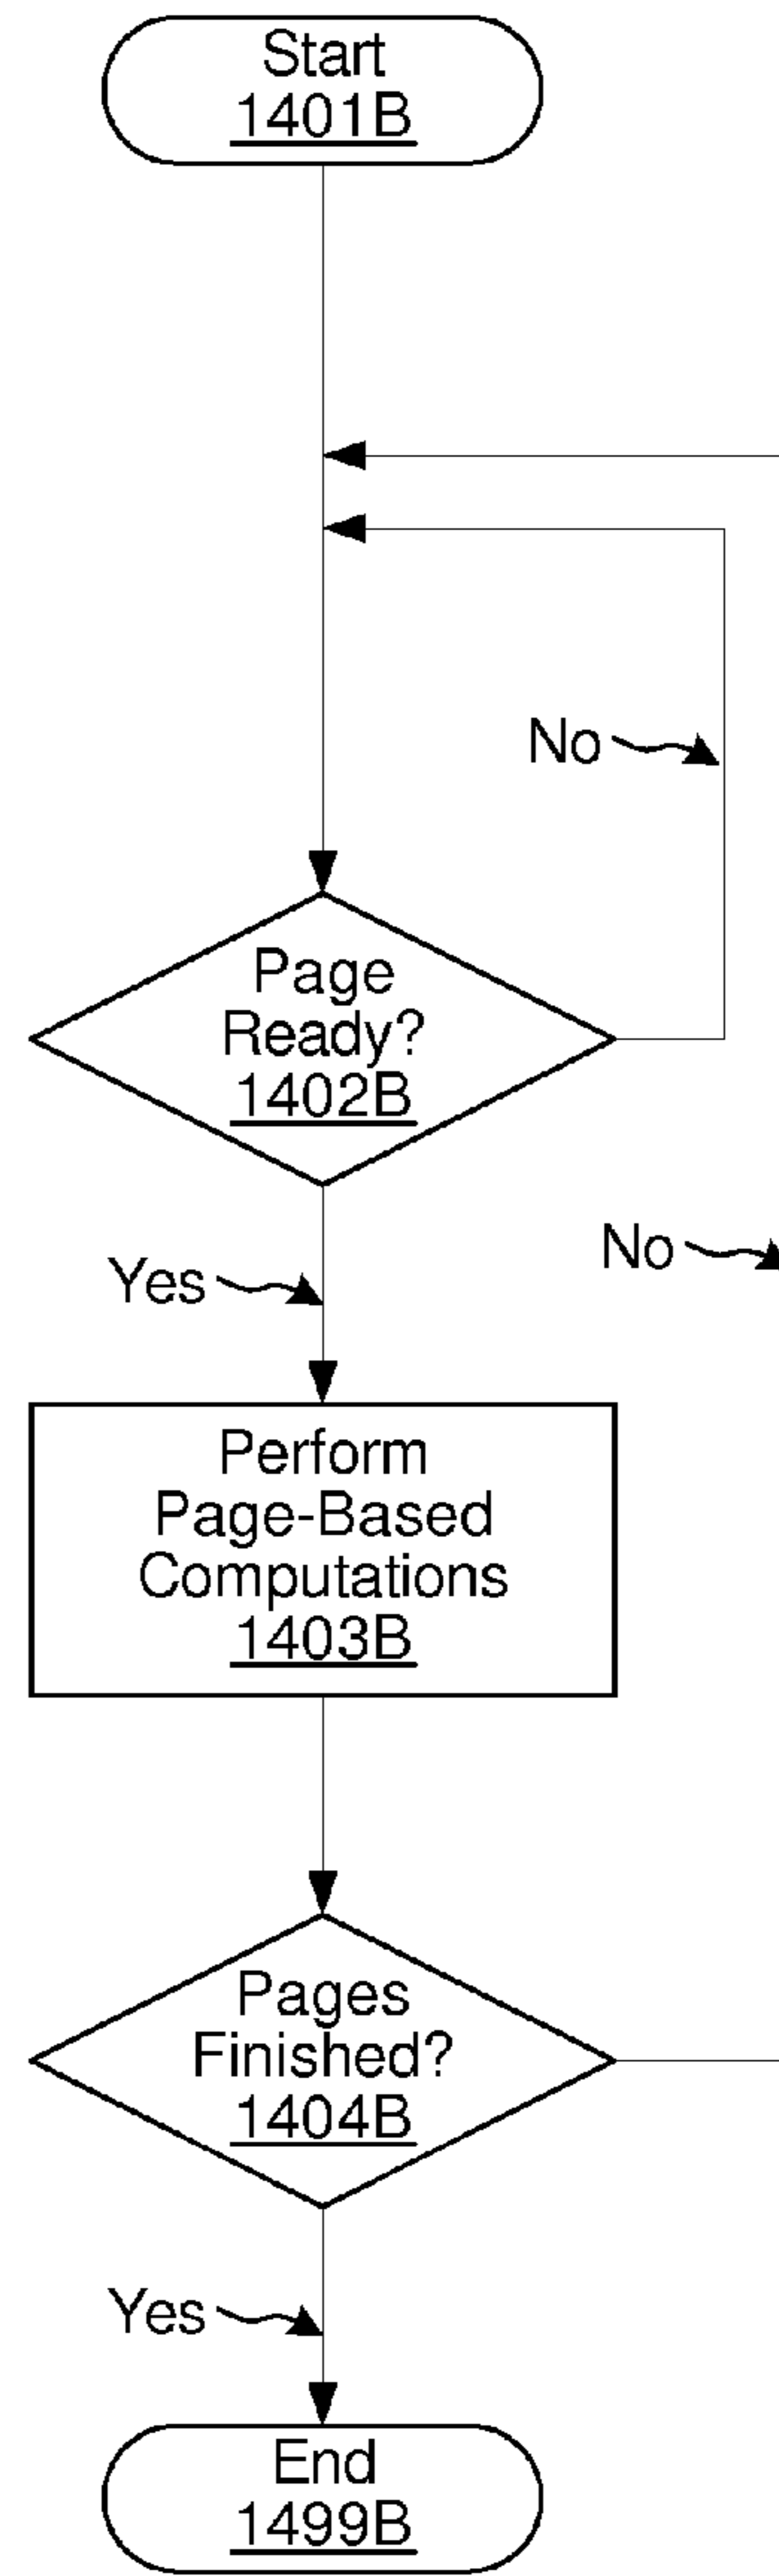 Start
1401B
No
Page
Ready?
1402B
No
Yes
Perform
Page-Based
Computations
1403B
Pages
Finished?
1404B
Yes
End
1499B